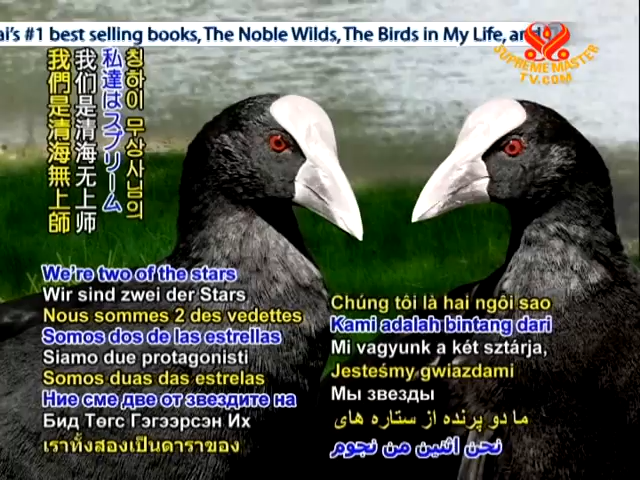 ai's #1 best selling books, The Noble Wilds, The Birds in My Life, and
SUPREME MASTER
TV.COM
칭하이 무상사님의
私達はスプリーム
我们是清海无上师
我們是清海無上師
We're two of the stars
Wir sind zwei der Stars
Nous sommes 2 des vedettes
Somos dos de las estrellas
Siamo due protagonisti
Somos duas das estrelas
Ние сме две от звездите на
Бид Төгс Гэгээрсэн Их
เราทั้งสองเป็นดาราของ
Chúng tôi là hai ngôi sao
Kami adalah bintang dari
Mi vagyunk a két sztárja,
Jesteśmy gwiazdami
Мы звезды
ما دو پرنده از ستاره های
نحن اثنين من نجوم